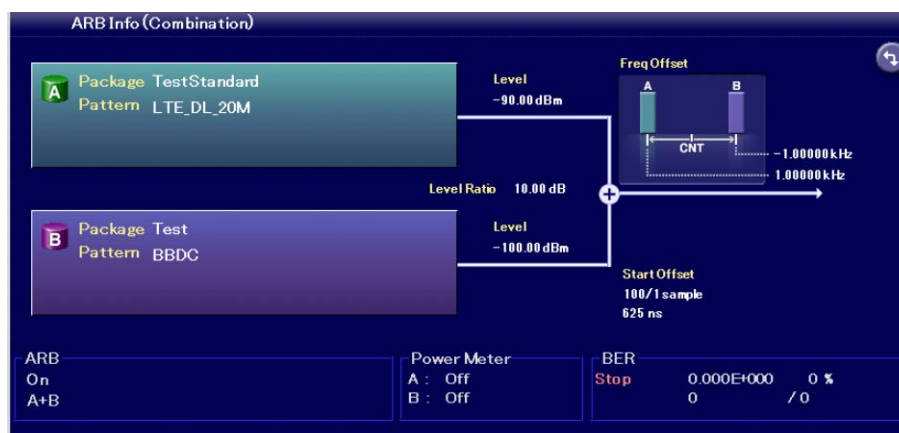 ARB Info (Combination)
A
Package TestStandard
Pattern LTE_DL_20M
Level
-90.00 dBm
Freq Offset
A B
CNT
-1.00000 kHz
1.00000 kHz
Level Ratio 10.00 dB
B
Package Test
Pattern BBDC
Level
-100.00 dBm
Start Offset
100/1 sample
625 ns
ARB
On
A+B
Power Meter
A : Off
B : Off
BER
Stop 0.000E+000 0 %
0 / 0